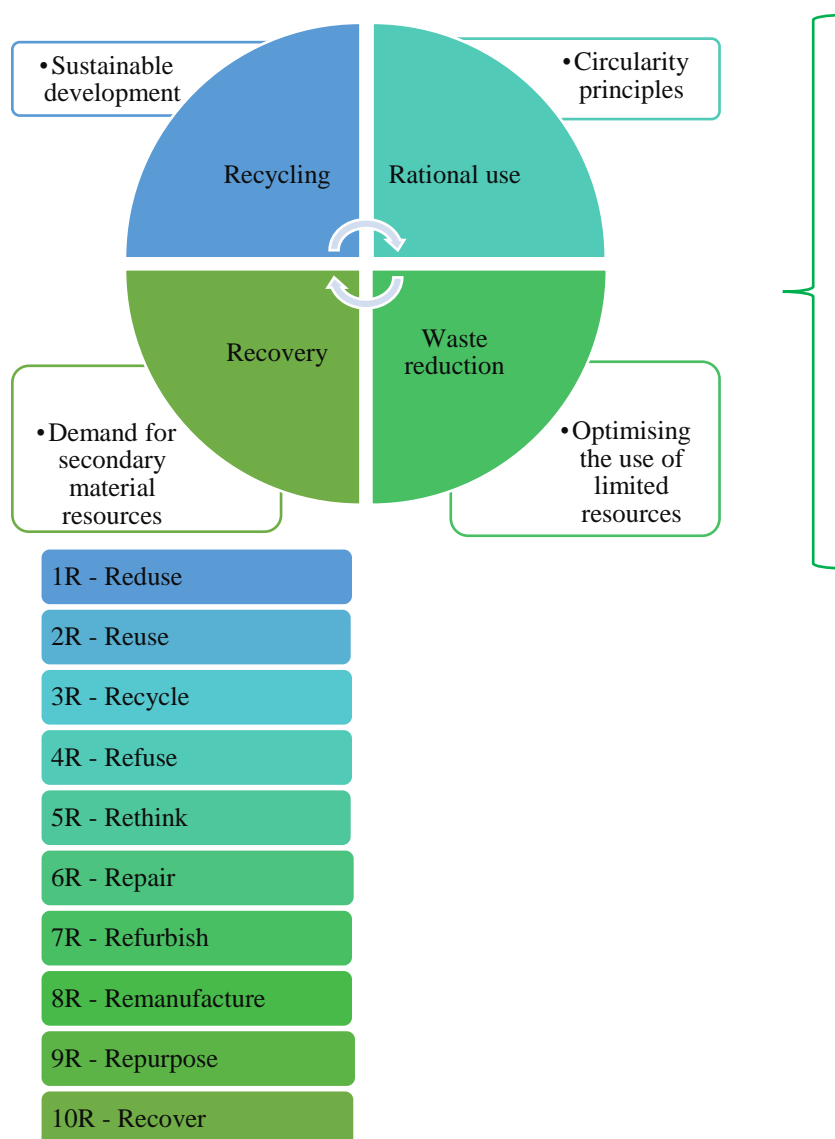 •Sustainable
development
•Circularity
principles
Recycling
Rational use
Recovery
Waste
reduction
•Demand for
secondary
material
resources
•Optimising
the use of
limited
resources
1R - Reduse
2R - Reuse
3R - Recycle
4R - Refuse
5R - Rethink
6R - Repair
7R - Refurbish
8R - Remanufacture
9R - Repurpose
10R - Recover